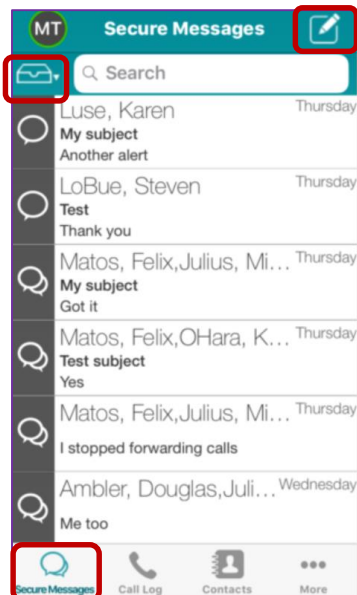 MT Secure Messages
Search
Luse, Karen Thursday
My subject
Another alert
LoBue, Steven Thursday
Test
Thank you
Matos, Felix,Julius, Mi... Thursday
My subject
Got it
Matos, Felix,OHara, K... Thursday
Test subject
Yes
Matos, Felix,Julius, Mi... Thursday
I stopped forwarding calls
Ambler, Douglas,Juli... Wednesday
Me too
Secure Messages Call Log Contacts More